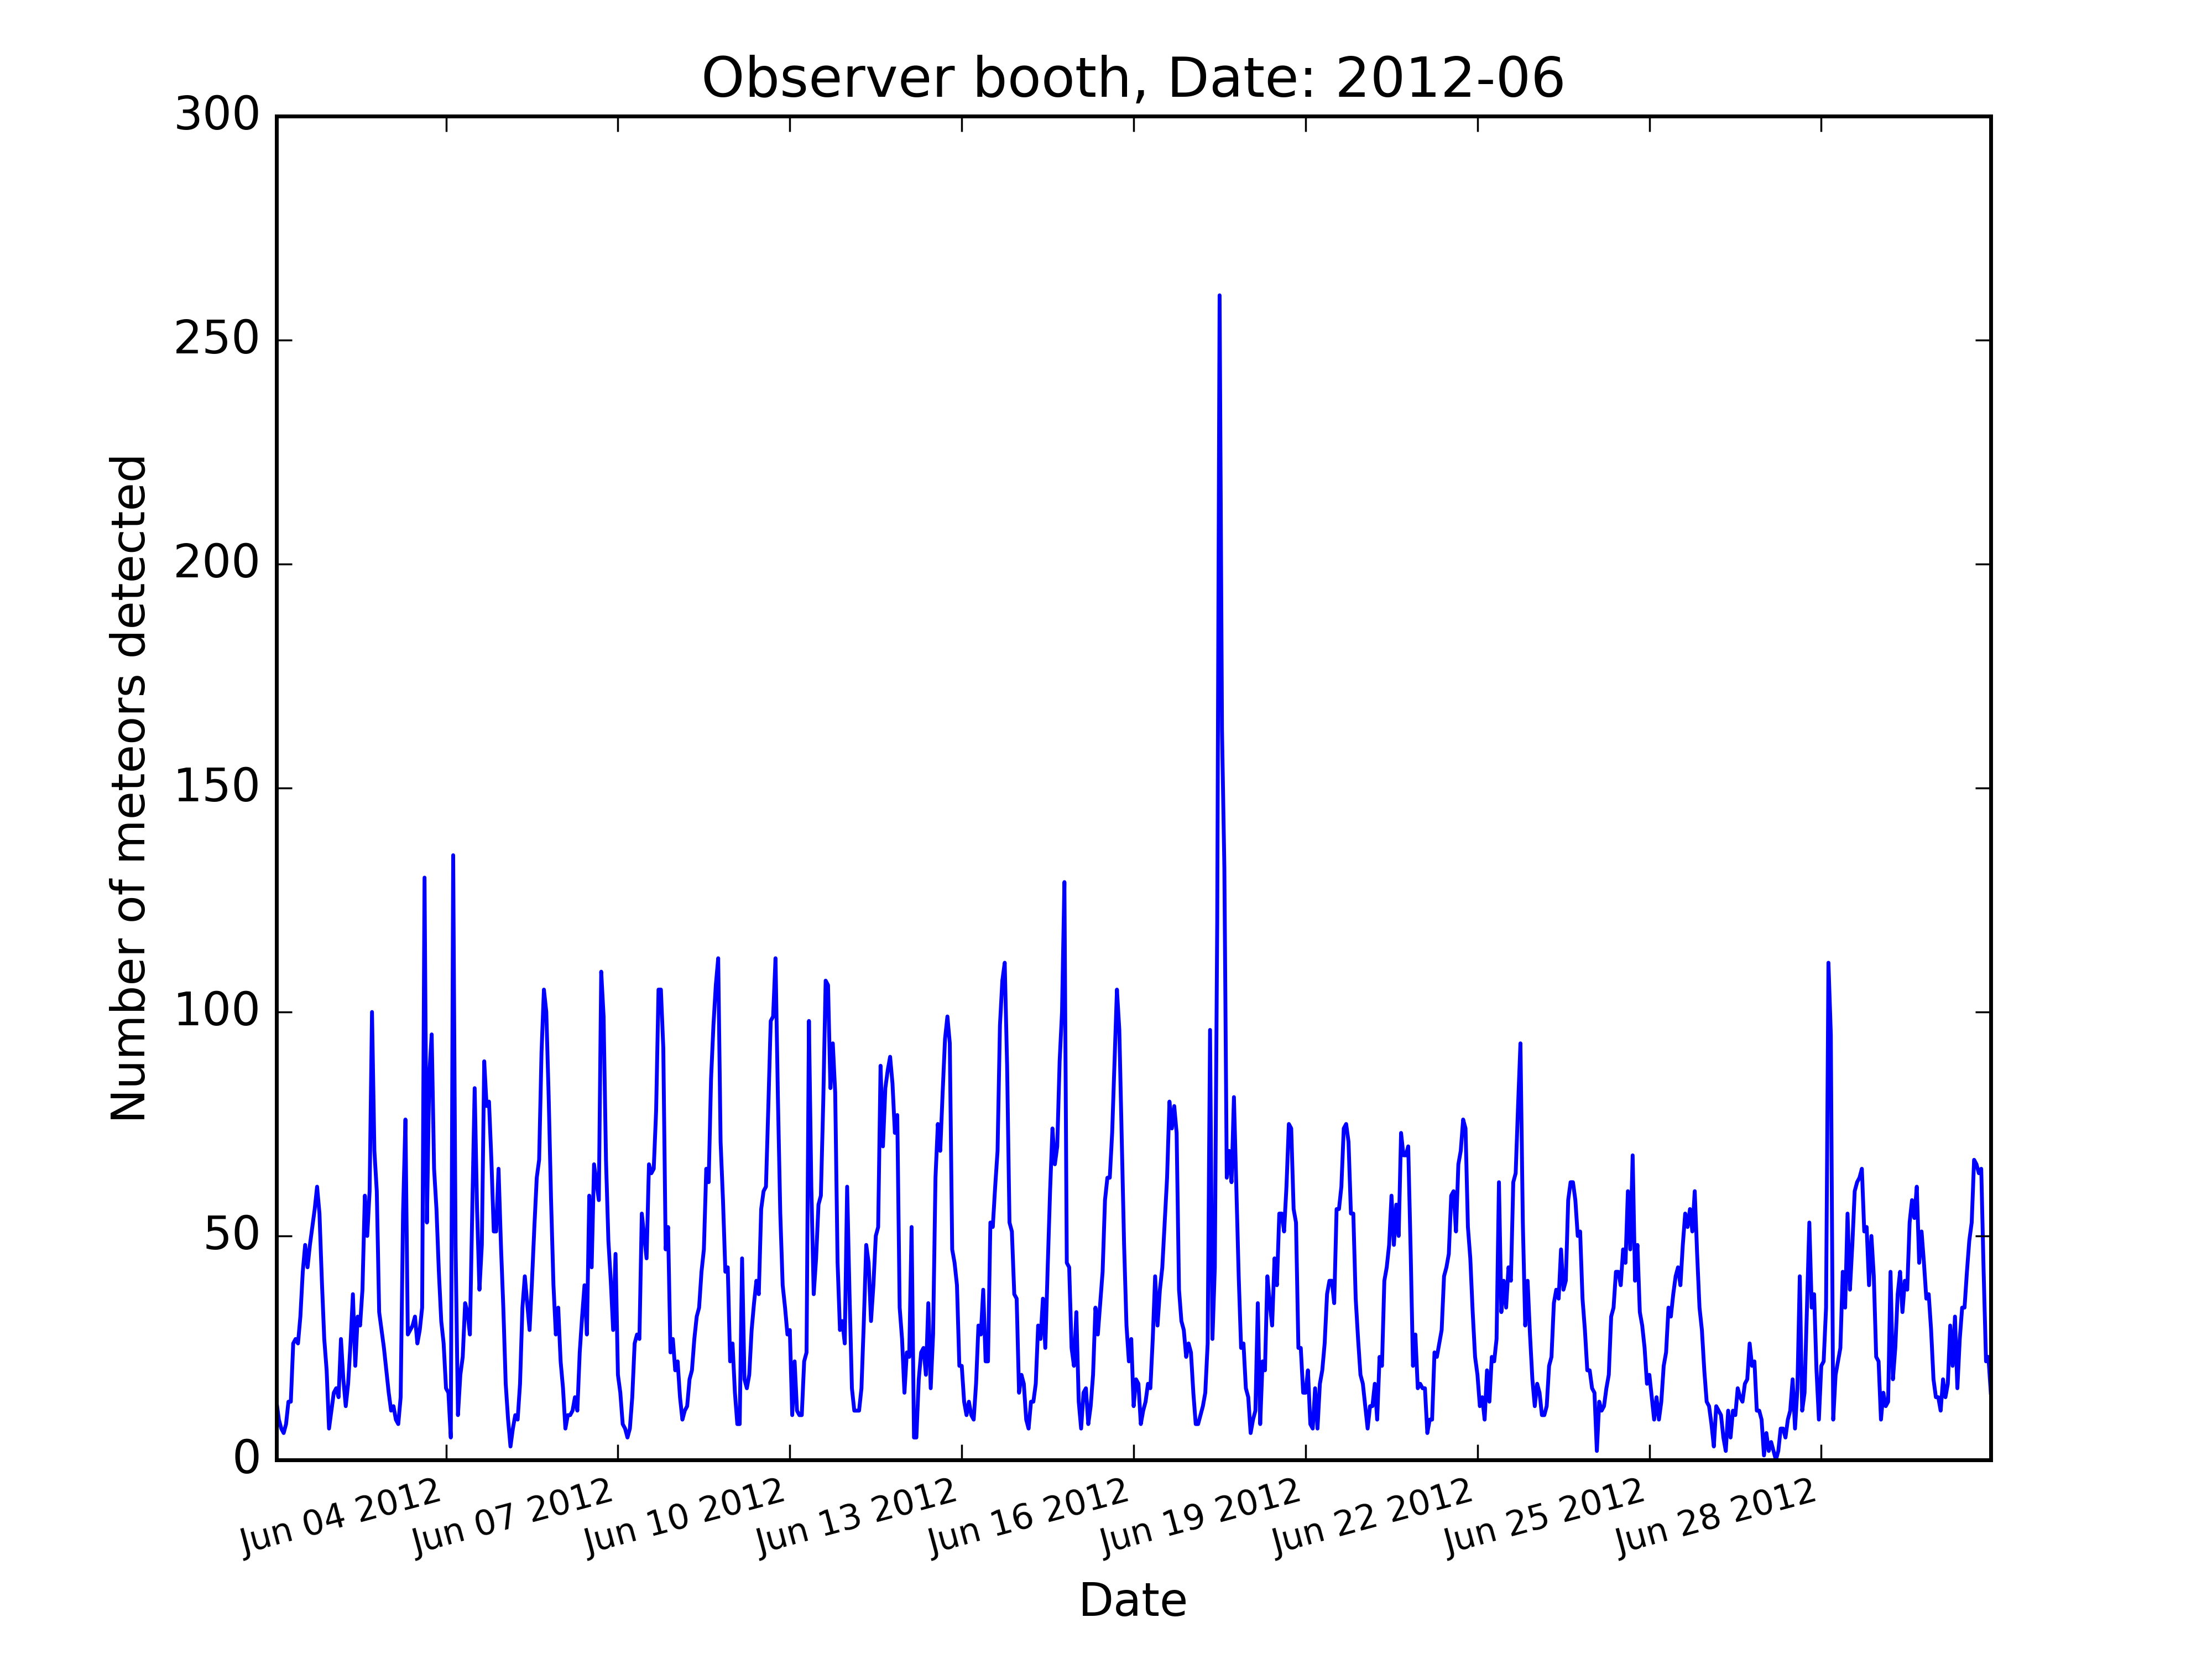 Observer booth, Date: 2012-06
300
250
200
150
100
50
0
Number of meteors detected
Jun 04 2012
Jun 07 2012
Jun 10 2012
Jun 13 2012
Jun 16 2012
Jun 19 2012
Jun 22 2012
Jun 25 2012
Jun 28 2012
Date